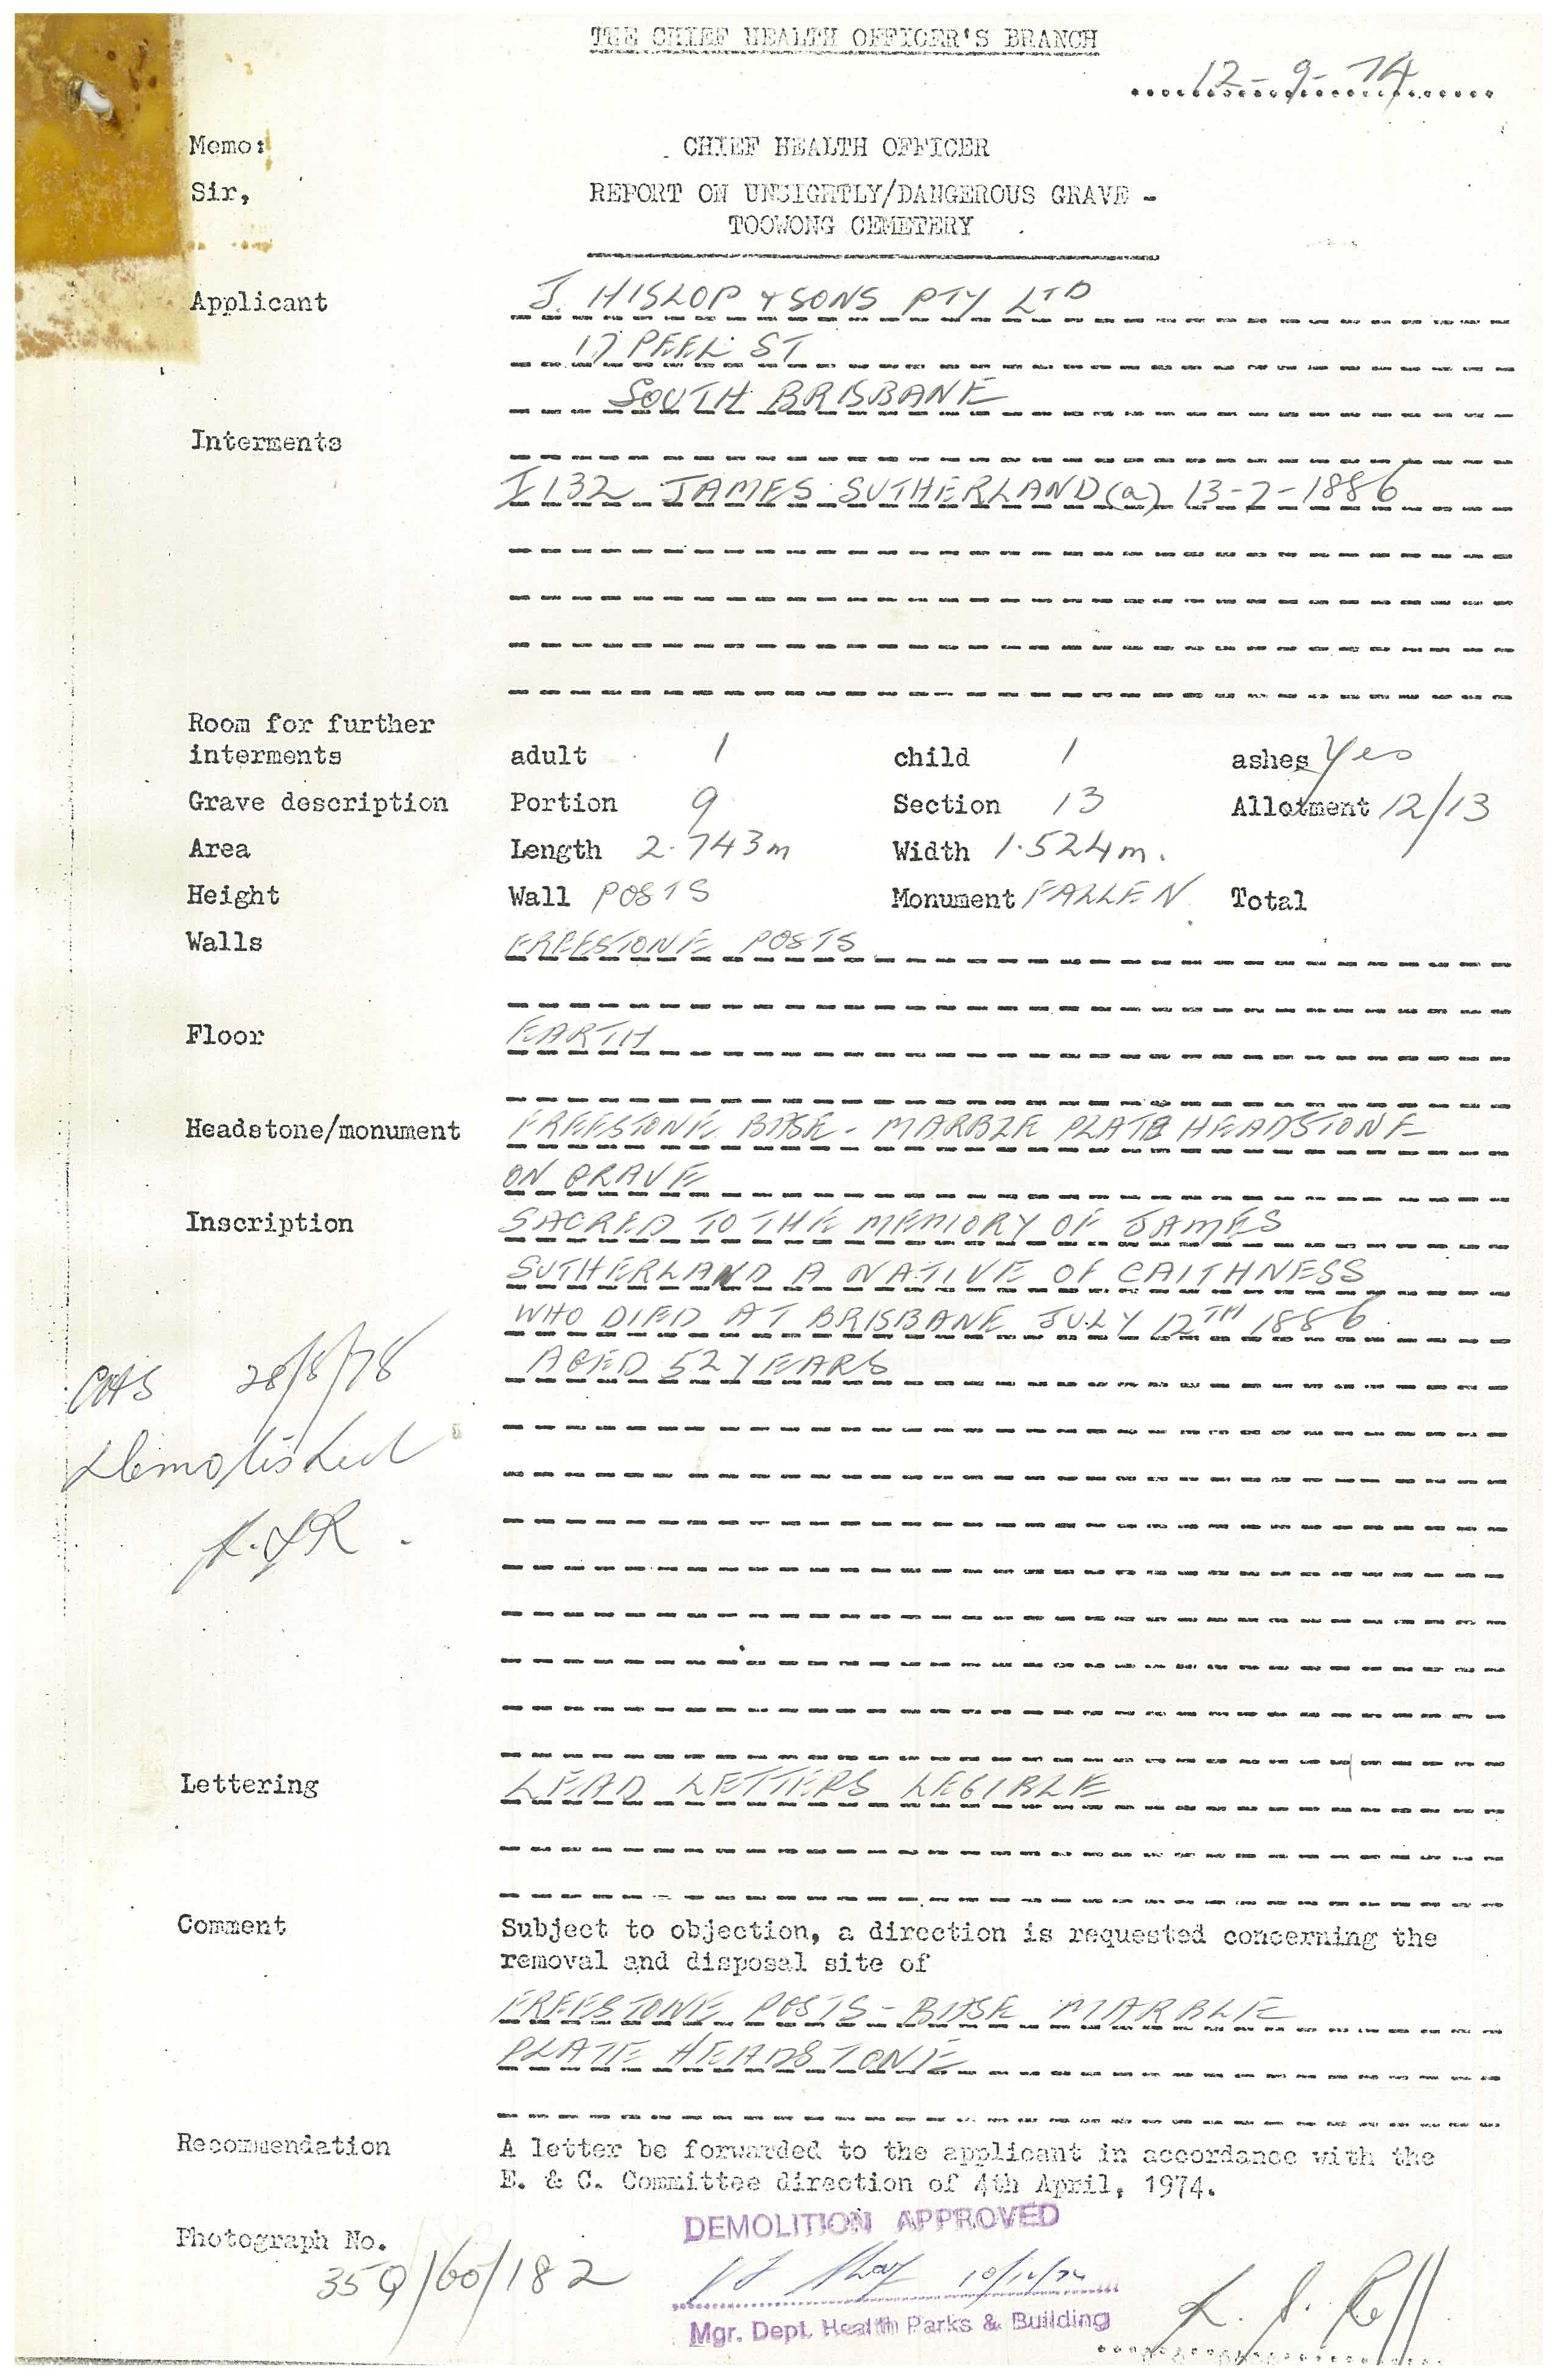 THE CHIEF HEALTH OFFICER'S BRANCH
12-9-74
Memo: CHIEF HEALTH OFFICER
Sir, REPORT ON UNSIGHTLY/DANGEROUS GRAVE -
TOOWONG CEMETERY
Applicant J. HISLOP & SONS PTY LTD
17 PEEL ST
SOUTH BRISBANE
Interments
I132 JAMES SUTHERLAND (a) 13-7-1886
Room for further
interments adult 1 child 1 ashes Yes
Grave description Portion 9 Section 13 Allotment 12/13
Area Length 2.743m Width 1.524m.
Height Wall POSTS Monument FALLEN Total
Walls FREESTONE POSTS
Floor EARTH
Headstone/monument FREESTONE BASE - MARBLE PLATE HEADSTONE
ON GRAVE
Inscription SACRED TO THE MEMORY OF JAMES
SUTHERLAND A NATIVE OF CAITHNESS
WHO DIED AT BRISBANE JULY 12TH 1886
AGED 52 YEARS
28/8/78
Demolished
Lettering LEAD LETTERS LEGIBLE
Comment Subject to objection, a direction is requested concerning the
removal and disposal site of
FREESTONE POSTS - BASE MARBLE
PLATE HEADSTONE
Recommendation A letter be forwarded to the applicant in accordance with the
E. & C. Committee direction of 4th April, 1974.
DEMOLITION APPROVED
Photograph No.
35Q/60/182
10/12/74
Mgr. Dept. Health Parks & Building